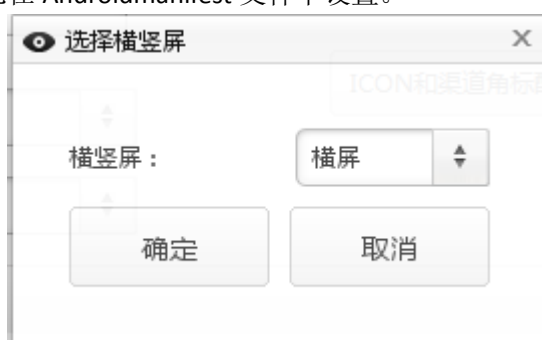 在 Androidmanifest 文件中设置。
选择横竖屏
ICON和渠道角标
横竖屏：
横屏
确定
取消